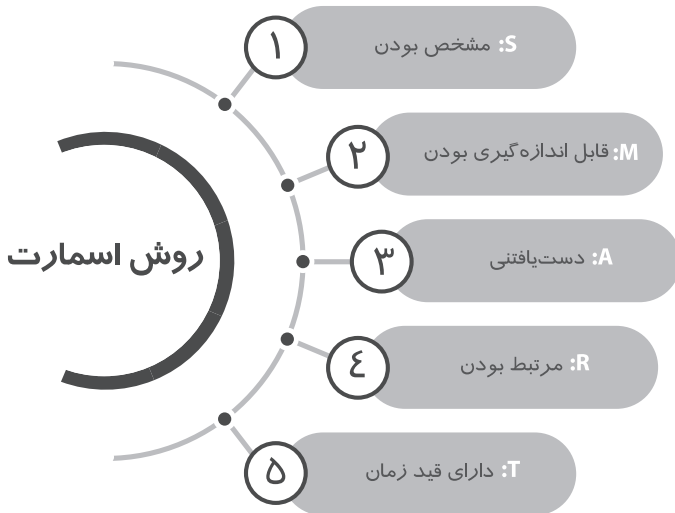 روش اسمارت
۱
S: مشخص بودن
۲
M: قابل اندازه‌گیری بودن
۳
A: دست‌یافتنی
۴
R: مرتبط بودن
۵
T: دارای قید زمان